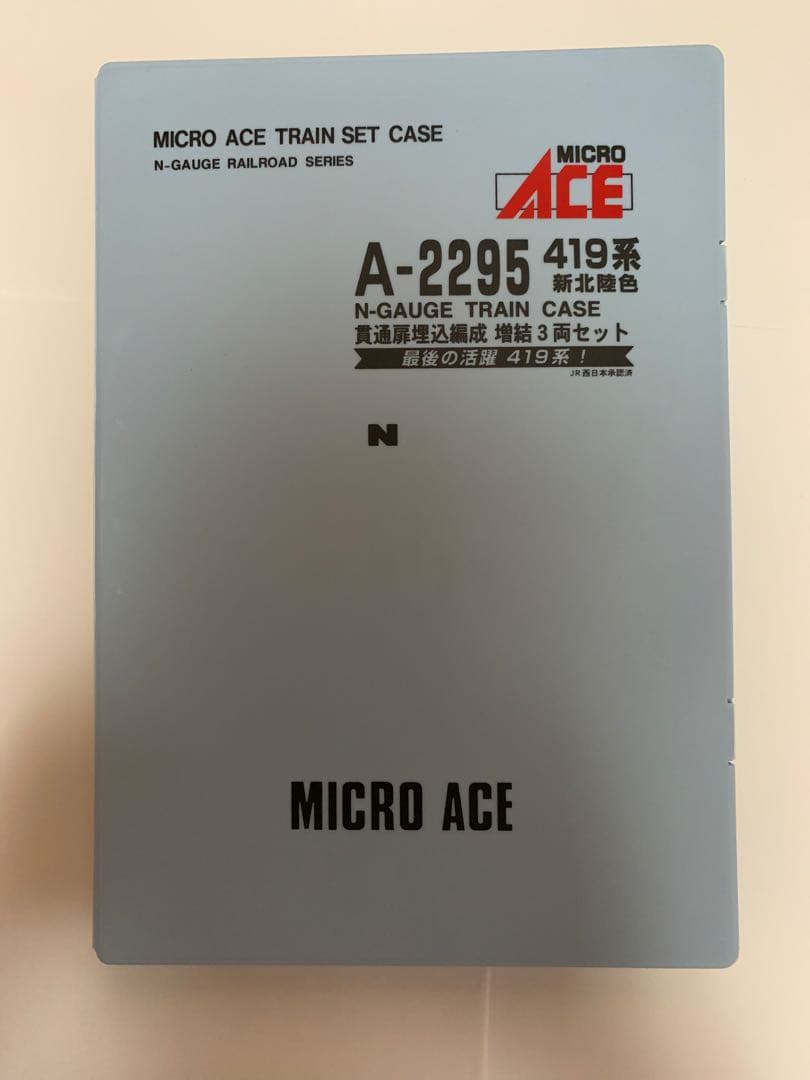 MICRO ACE TRAIN SET CASE
N-GAUGE RAILROAD SERIES
MICRO
ACE
A-2295 419系
新北陸色
N-GAUGE TRAIN CASE
貫通扉埋込編成 増結3両セット
最後の活躍 419系!
JR西日本承認済
N
MICRO ACE